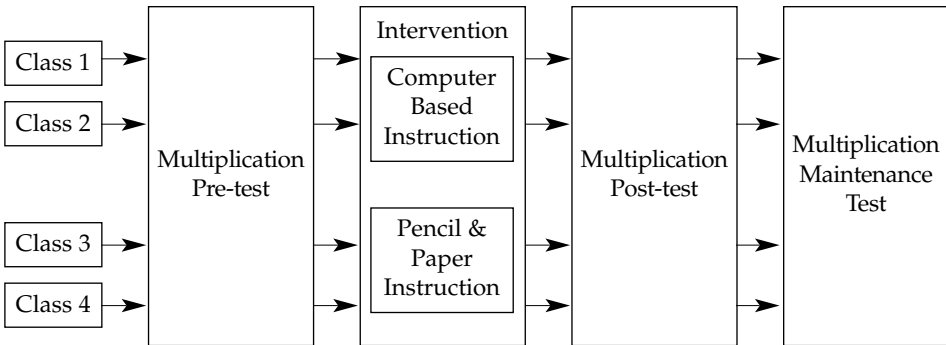 Class 1
Class 2
Class 3
Class 4
Multiplication
Pre-test
Intervention
Computer
Based
Instruction
Pencil &
Paper
Instruction
Multiplication
Post-test
Multiplication
Maintenance
Test